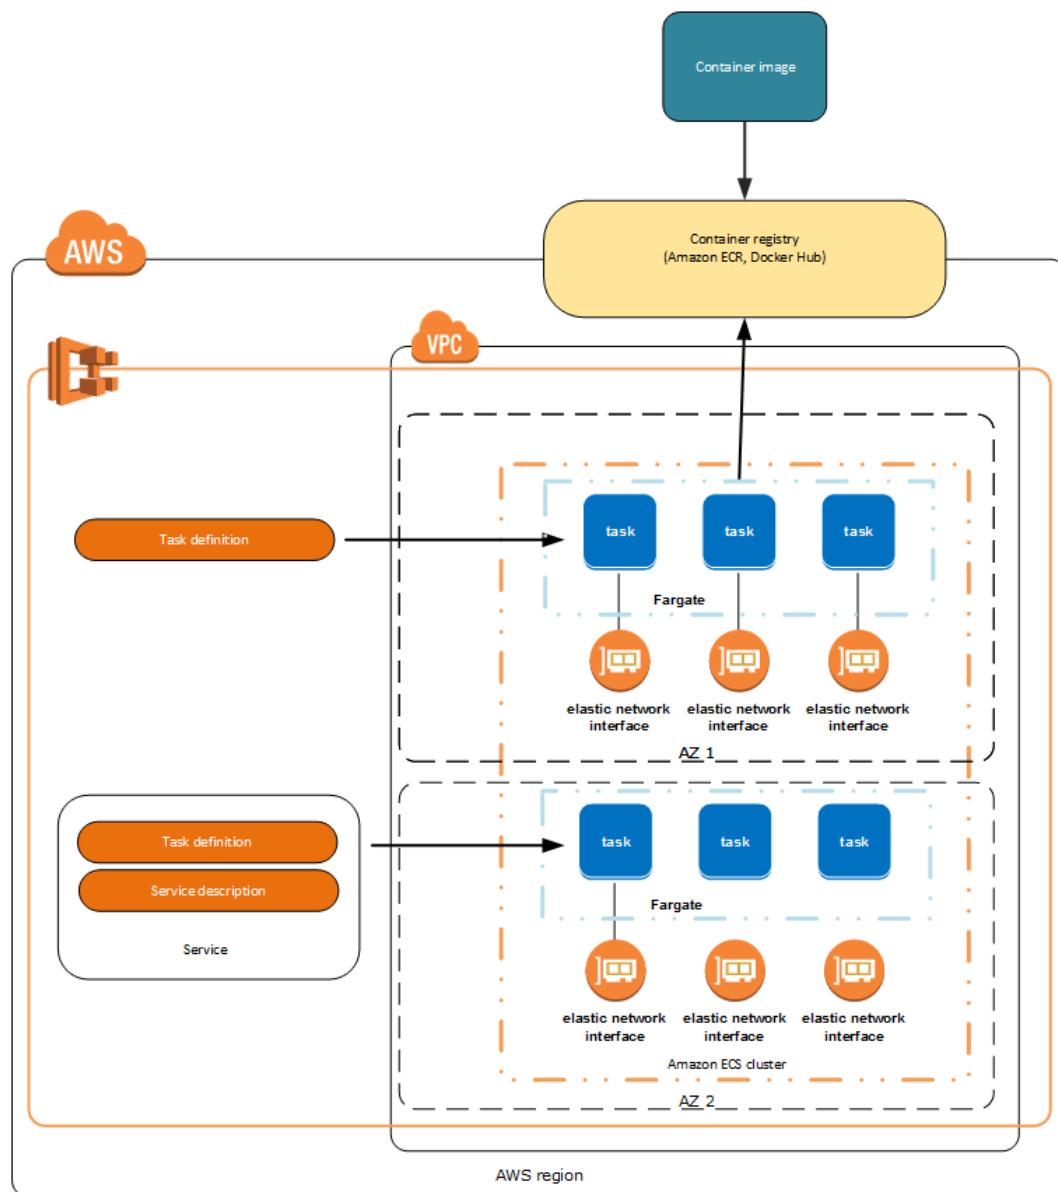 Container image
Container registry
(Amazon ECR, Docker Hub)
AWS
VPC
task
task
task
Task definition
Fargate
elastic network
interface
elastic network
interface
elastic network
interface
AZ 1
Task definition
Service description
Service
task
task
task
Fargate
elastic network
interface
elastic network
interface
elastic network
interface
Amazon ECS cluster
AZ 2
AWS region